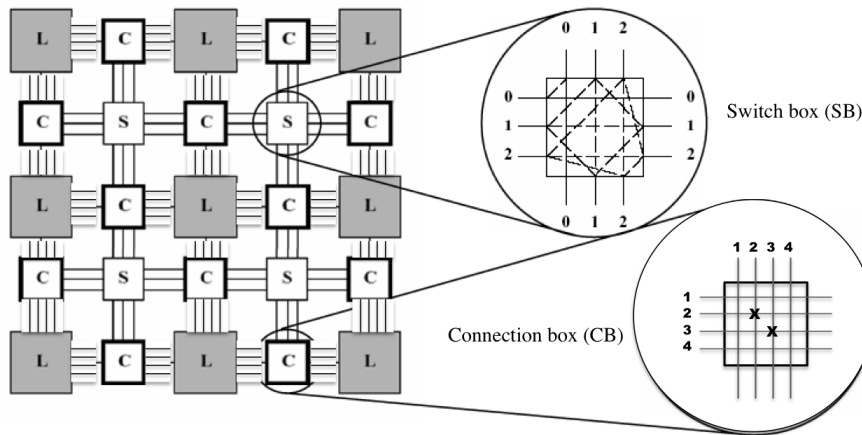 L C L C L
C S C S C
L C L C L
C S C S C
L C L C L
0 1 2
0 0
1 1
2 2
0 1 2
Switch box (SB)
1 2 3 4
1
2 X
3 X
4
Connection box (CB)